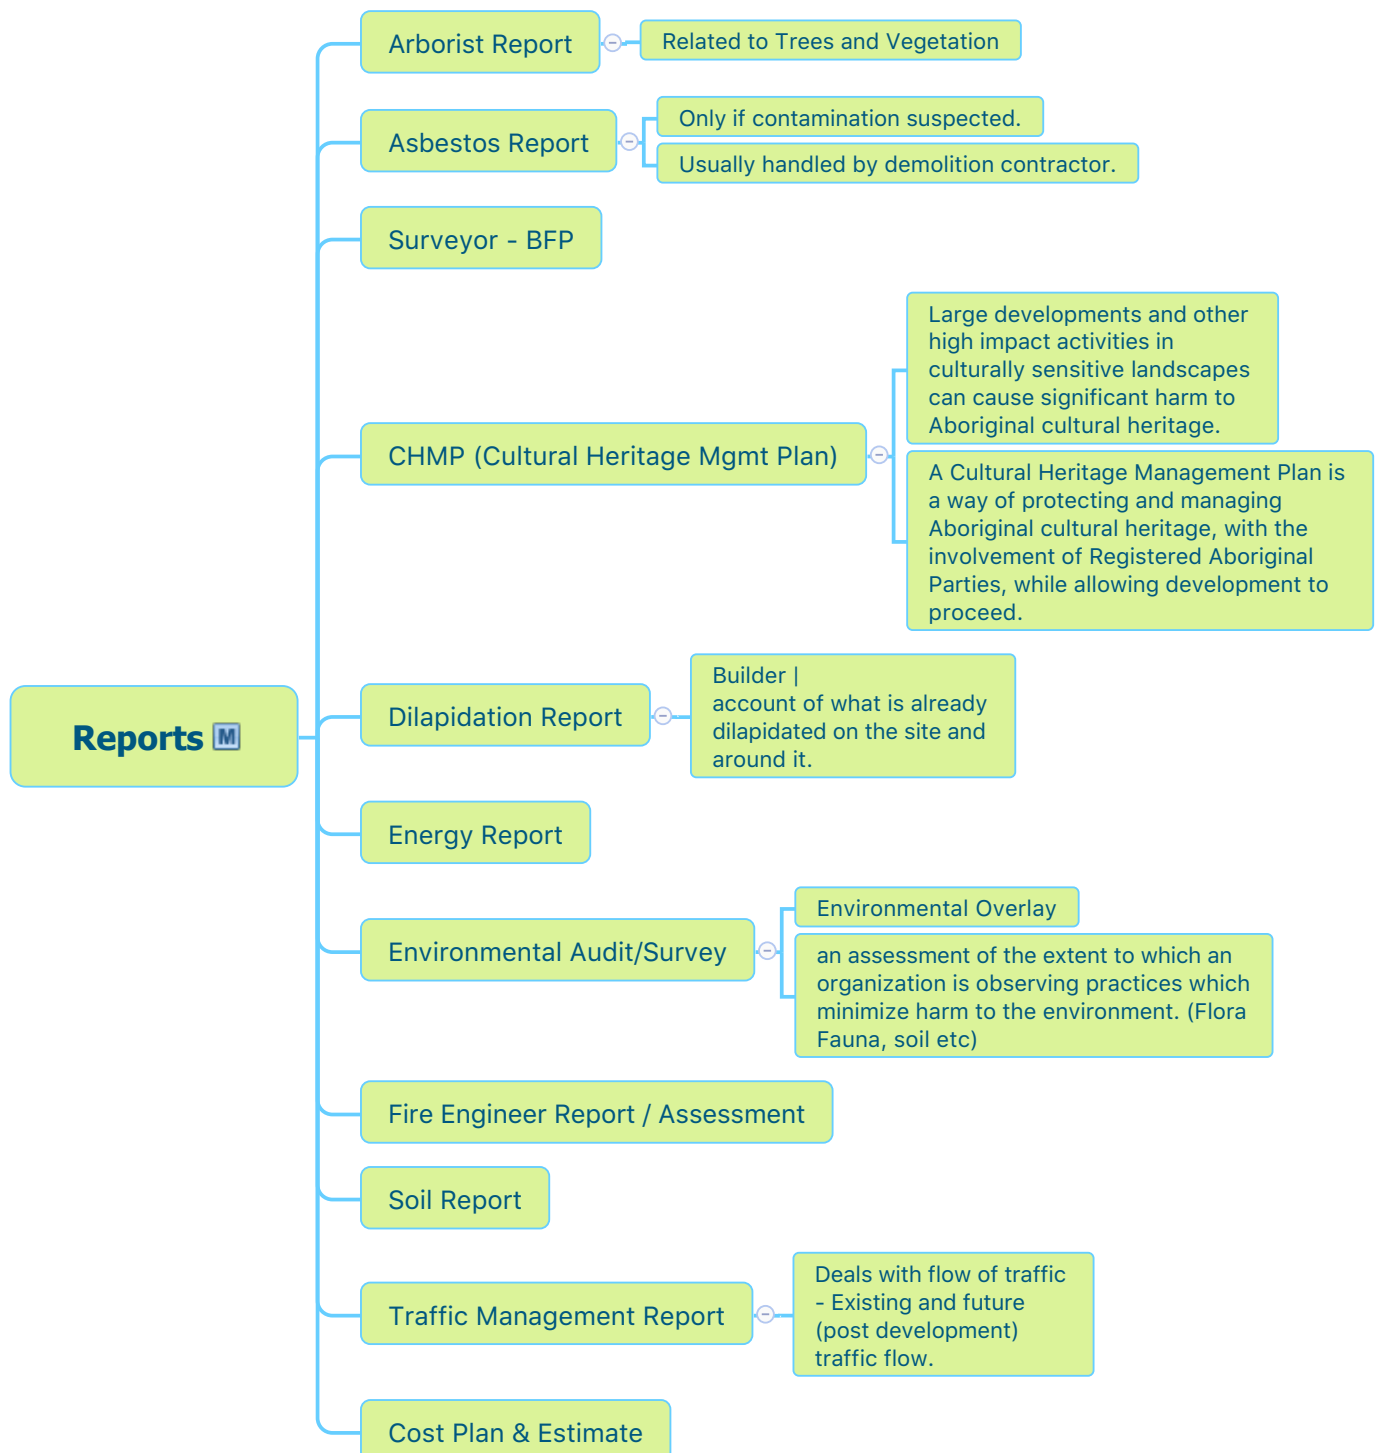 Arborist Report
Related to Trees and Vegetation
Asbestos Report
Only if contamination suspected.
Usually handled by demolition contractor.
Surveyor - BFP
CHMP (Cultural Heritage Mgmt Plan)
Large developments and other
high impact activities in
culturally sensitive landscapes
can cause significant harm to
Aboriginal cultural heritage.
A Cultural Heritage Management Plan is
a way of protecting and managing
Aboriginal cultural heritage, with the
involvement of Registered Aboriginal
Parties, while allowing development to
proceed.
Reports M
Dilapidation Report
Builder |
account of what is already
dilapidated on the site and
around it.
Energy Report
Environmental Audit/Survey
Environmental Overlay
an assessment of the extent to which an
organization is observing practices which
minimize harm to the environment. (Flora
Fauna, soil etc)
Fire Engineer Report / Assessment
Soil Report
Traffic Management Report
Deals with flow of traffic
- Existing and future
(post development)
traffic flow.
Cost Plan & Estimate